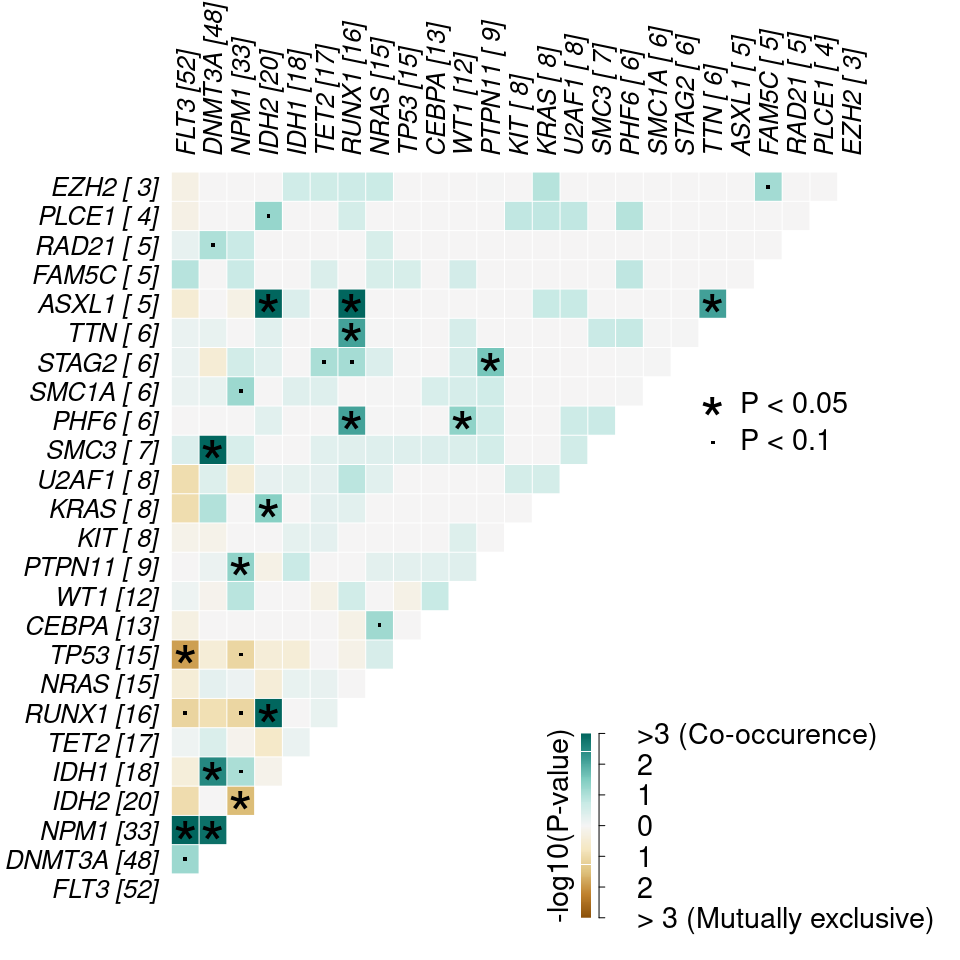 FLT3 [52]
DNMT3A [48]
NPM1 [33]
IDH2 [20]
IDH1 [18]
TET2 [17]
RUNX1 [16]
NRAS [15]
TP53 [15]
CEBPA [13]
WT1 [12]
PTPN11 [ 9]
KIT [ 8]
KRAS [ 8]
U2AF1 [ 8]
SMC3 [ 7]
PHF6 [ 6]
SMC1A [ 6]
STAG2 [ 6]
TTN [ 6]
ASXL1 [ 5]
FAM5C [ 5]
RAD21 [ 5]
PLCE1 [ 4]
EZH2 [ 3]
EZH2 [ 3]
PLCE1 [ 4]
RAD21 [ 5]
FAM5C [ 5]
ASXL1 [ 5]
TTN [ 6]
STAG2 [ 6]
SMC1A [ 6]
PHF6 [ 6]
SMC3 [ 7]
U2AF1 [ 8]
KRAS [ 8]
KIT [ 8]
PTPN11 [ 9]
WT1 [12]
CEBPA [13]
TP53 [15]
NRAS [15]
RUNX1 [16]
TET2 [17]
IDH1 [18]
IDH2 [20]
NPM1 [33]
DNMT3A [48]
FLT3 [52]
* P < 0.05
· P < 0.1
-log10(P-value)
>3 (Co-occurence)
2
1
0
1
2
> 3 (Mutually exclusive)